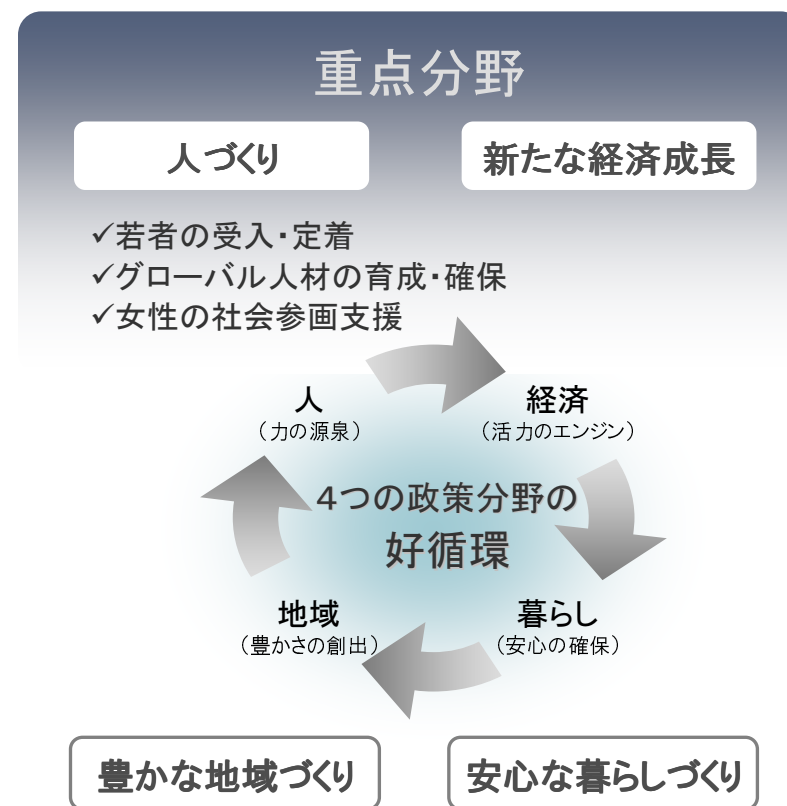 重点分野
人づくり
新たな経済成長
✓若者の受入・定着
✓グローバル人材の育成・確保
✓女性の社会参画支援
人
（力の源泉）
経済
（活力のエンジン）
4つの政策分野の
好循環
地域
（豊かさの創出）
暮らし
（安心の確保）
豊かな地域づくり
安心な暮らしづくり